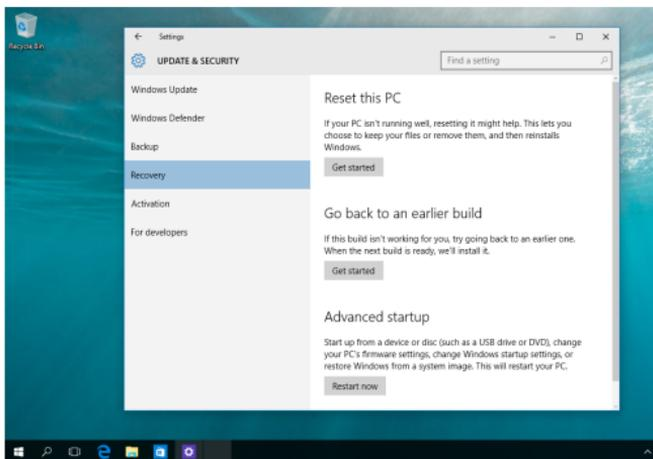 Recycle Bin
Settings
UPDATE & SECURITY
Find a setting
Windows Update
Windows Defender
Backup
Recovery
Activation
For developers
Reset this PC
If your PC isn't running well, resetting it might help. This lets you
choose to keep your files or remove them, and then reinstalls
Windows.
Get started
Go back to an earlier build
If this build isn't working for you, try going back to an earlier one.
When the next build is ready, we'll install it.
Get started
Advanced startup
Start up from a device or disc (such as a USB drive or DVD), change
your PC's firmware settings, change Windows startup settings, or
restore Windows from a system image. This will restart your PC.
Restart now